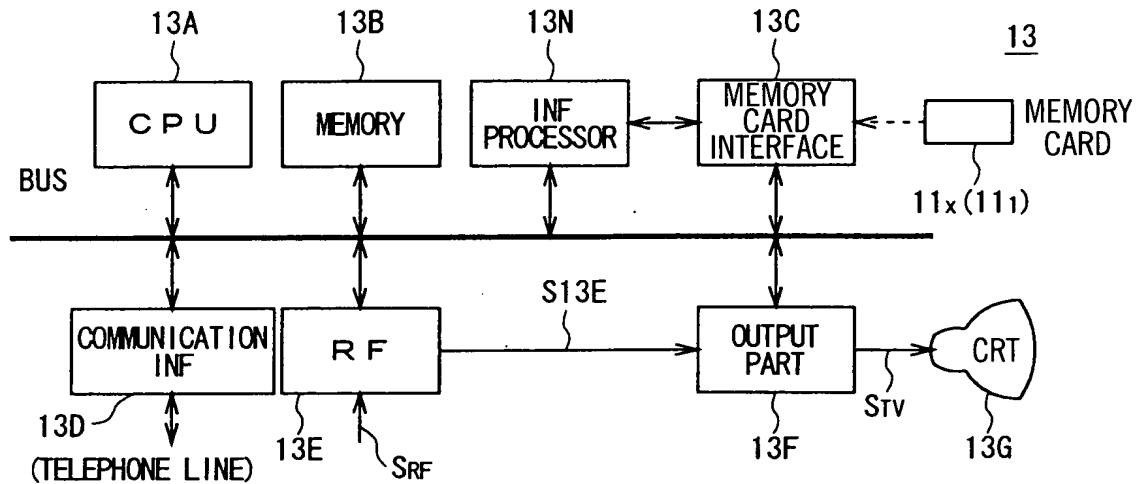 13A
13B
13N
13C
13
CPU
MEMORY
INF
PROCESSOR
MEMORY
CARD
INTERFACE
MEMORY
CARD
11x(111)
BUS
S13E
COMMUNICATION
INF
RF
OUTPUT
PART
CRT
STV
13D
13E
SRF
13F
13G
(TELEPHONE LINE)